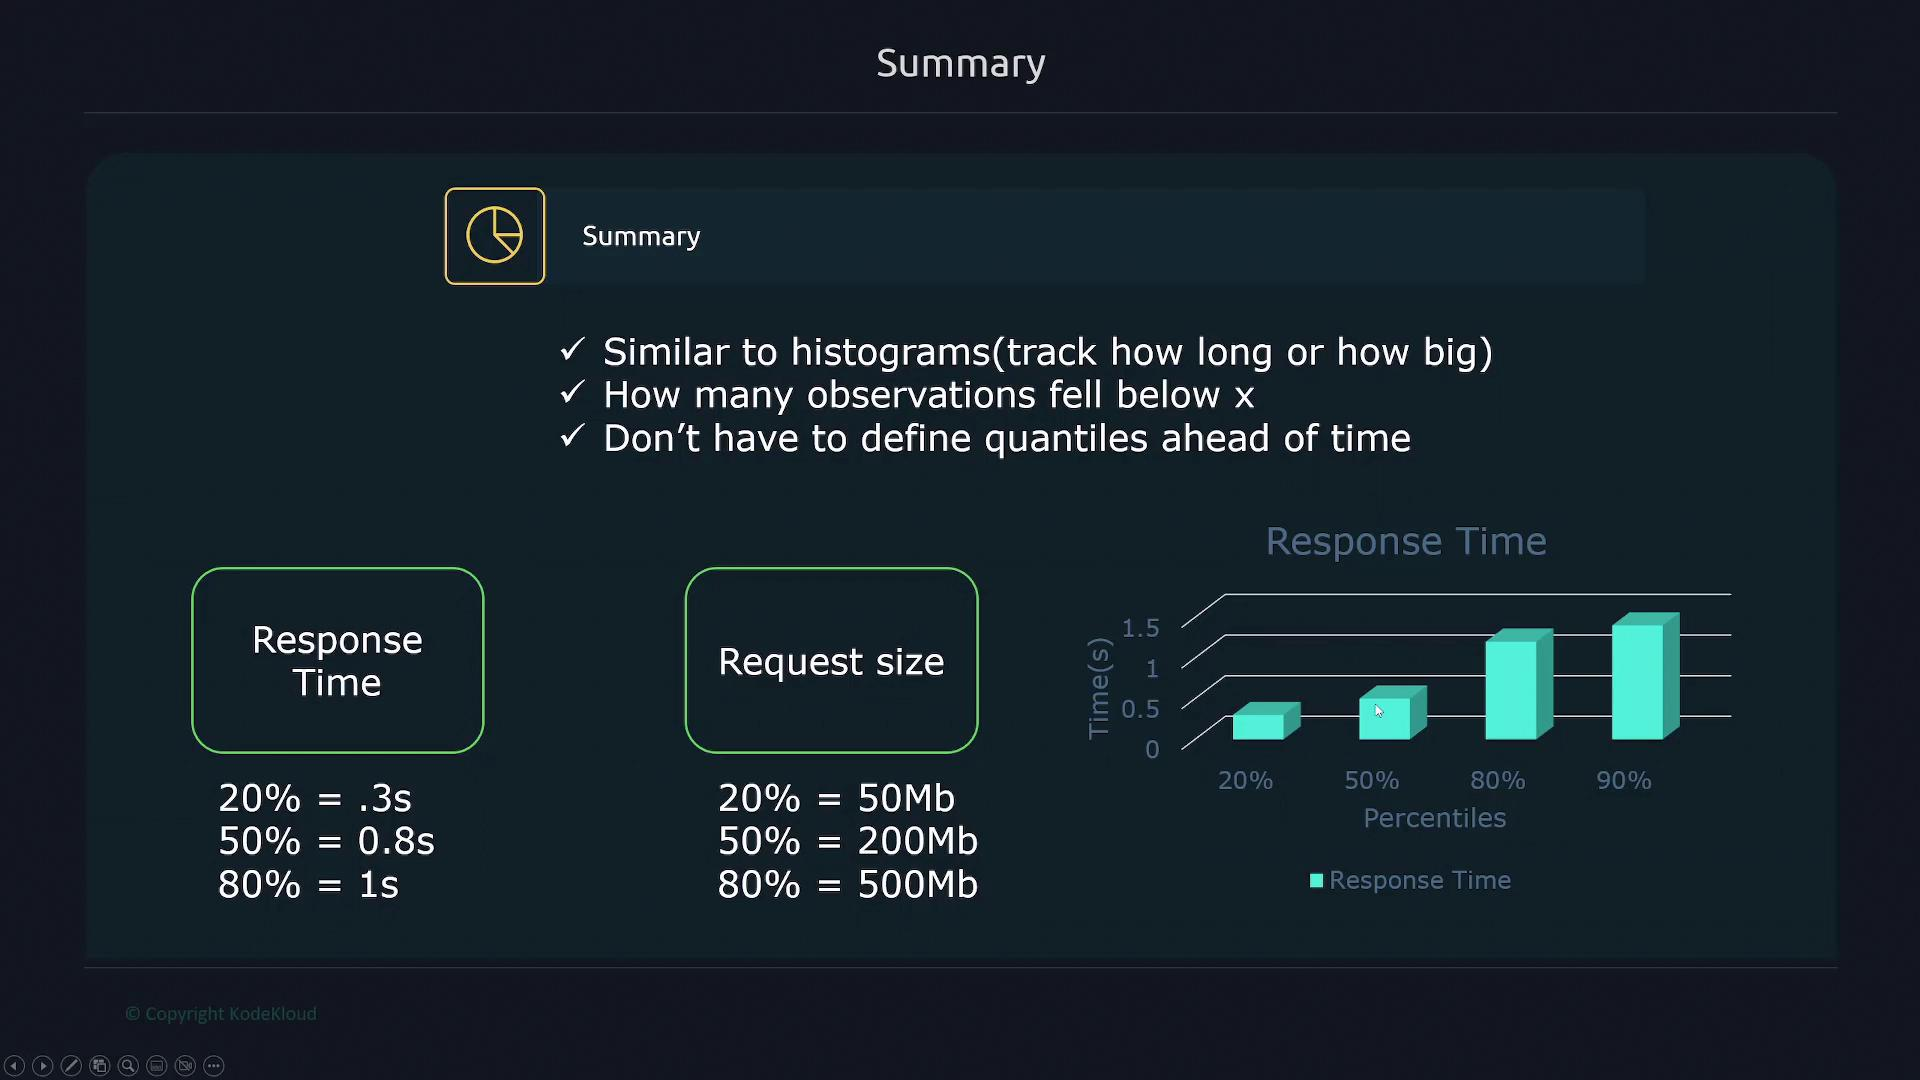 Summary
Summary
✓ Similar to histograms(track how long or how big)
✓ How many observations fell below x
✓ Don’t have to define quantiles ahead of time
Response
Time
20% = .3s
50% = 0.8s
80% = 1s
Request size
20% = 50Mb
50% = 200Mb
80% = 500Mb
Response Time
Time(s)
1.5
1
0.5
0
20% 50% 80% 90%
Percentiles
Response Time
© Copyright KodeKloud